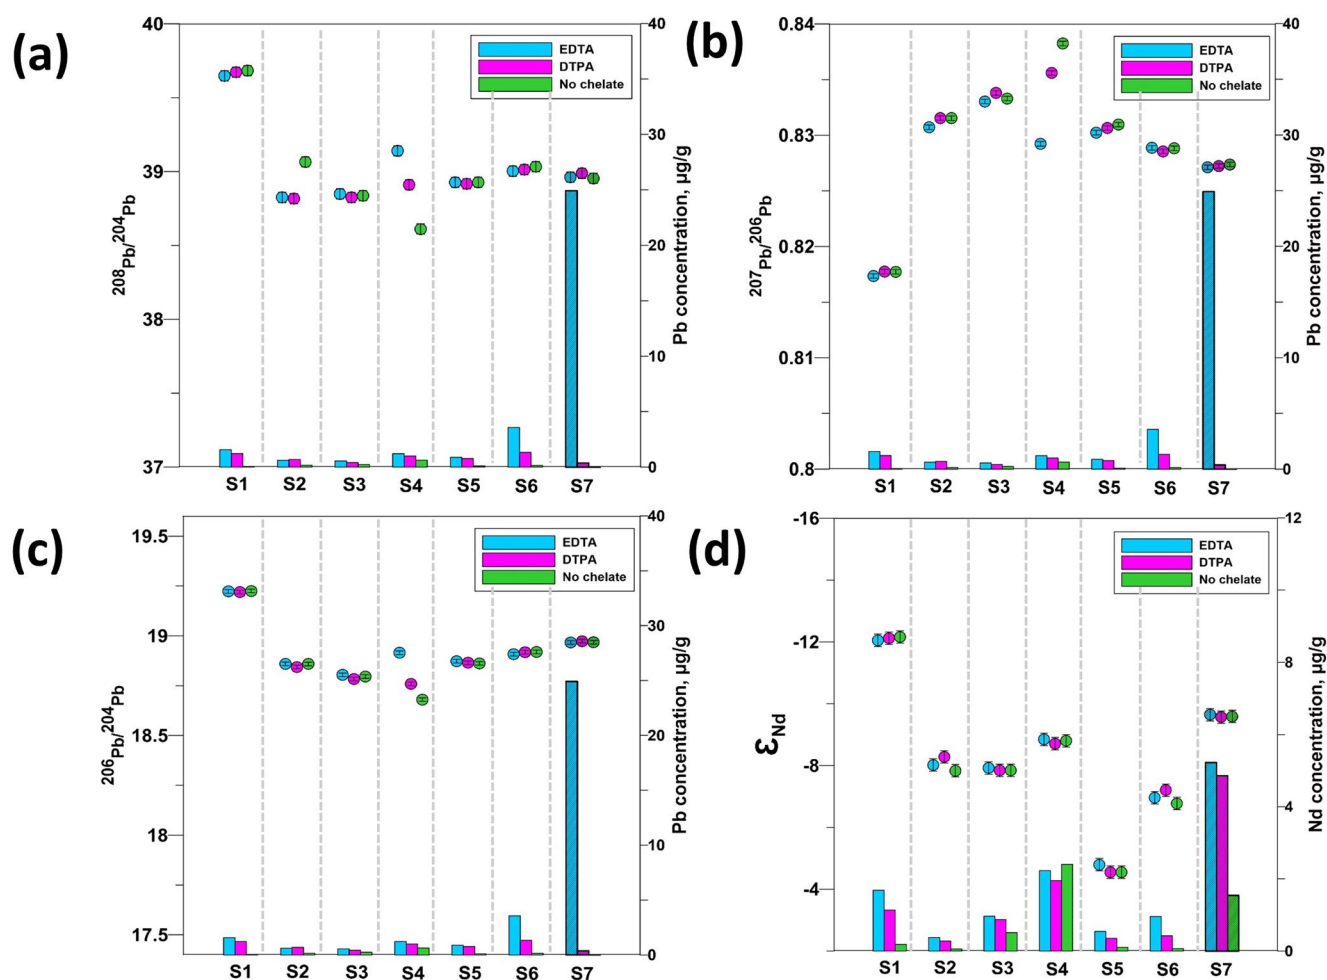 (a)
40
39
38
37
²⁰⁸Pb/²⁰⁴Pb
EDTA
DTPA
No chelate
40
30
20
10
0
Pb concentration, µg/g
S1 S2 S3 S4 S5 S6 S7
(b)
0.84
0.83
0.82
0.81
0.8
²⁰⁷Pb/²⁰⁶Pb
EDTA
DTPA
No chelate
40
30
20
10
0
Pb concentration, µg/g
S1 S2 S3 S4 S5 S6 S7
(c)
19.5
19
18.5
18
17.5
²⁰⁶Pb/²⁰⁴Pb
EDTA
DTPA
No chelate
40
30
20
10
0
Pb concentration, µg/g
S1 S2 S3 S4 S5 S6 S7
(d)
-16
-12
-8
-4
εNd
EDTA
DTPA
No chelate
12
8
4
0
Nd concentration, µg/g
S1 S2 S3 S4 S5 S6 S7